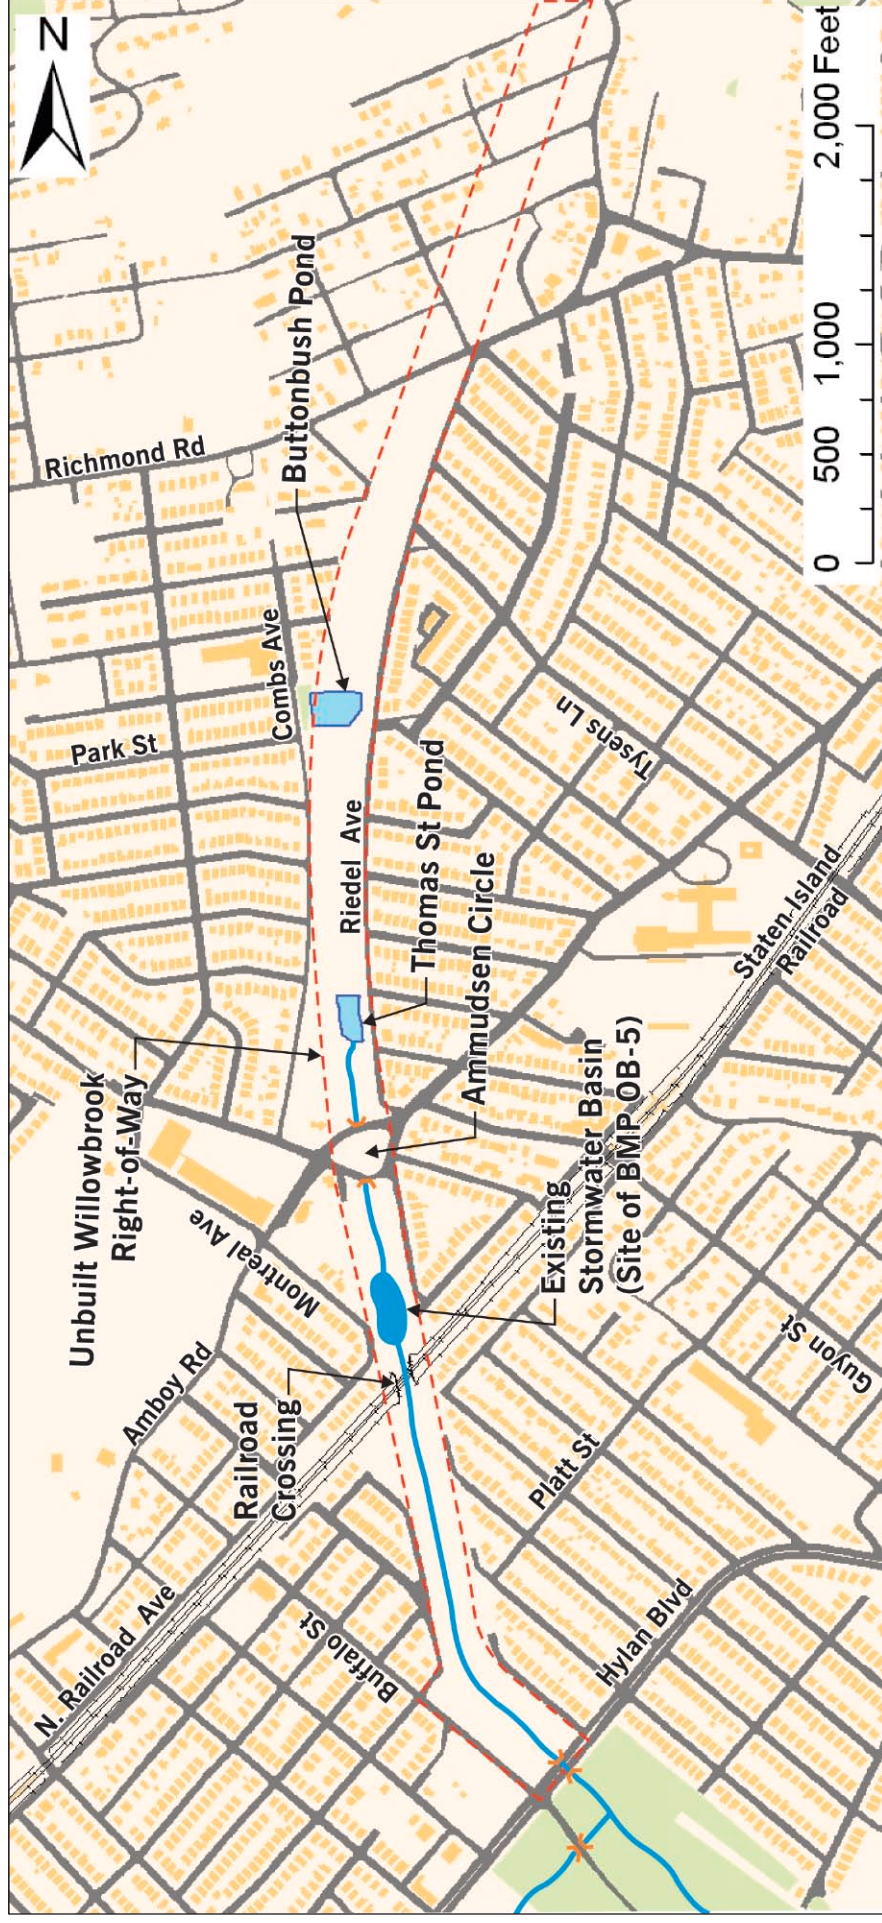 N
2,000 Feet
1,000
500
0
Buttonbush Pond
Richmond Rd
Combs Ave
Park St
Tysens Ln
Riedel Ave
Thomas St Pond
Ammudsen Circle
Staten Island
Railroad
Unbuilt Willowbrook
Right-of-Way
Existing
Stormwater Basin
(Site of BMP OB-5)
Montreal Ave
Amboy Rd
Railroad
Crossing
Guyon St
Platt St
N. Railroad Ave
Buffalo St
Hylan Blvd